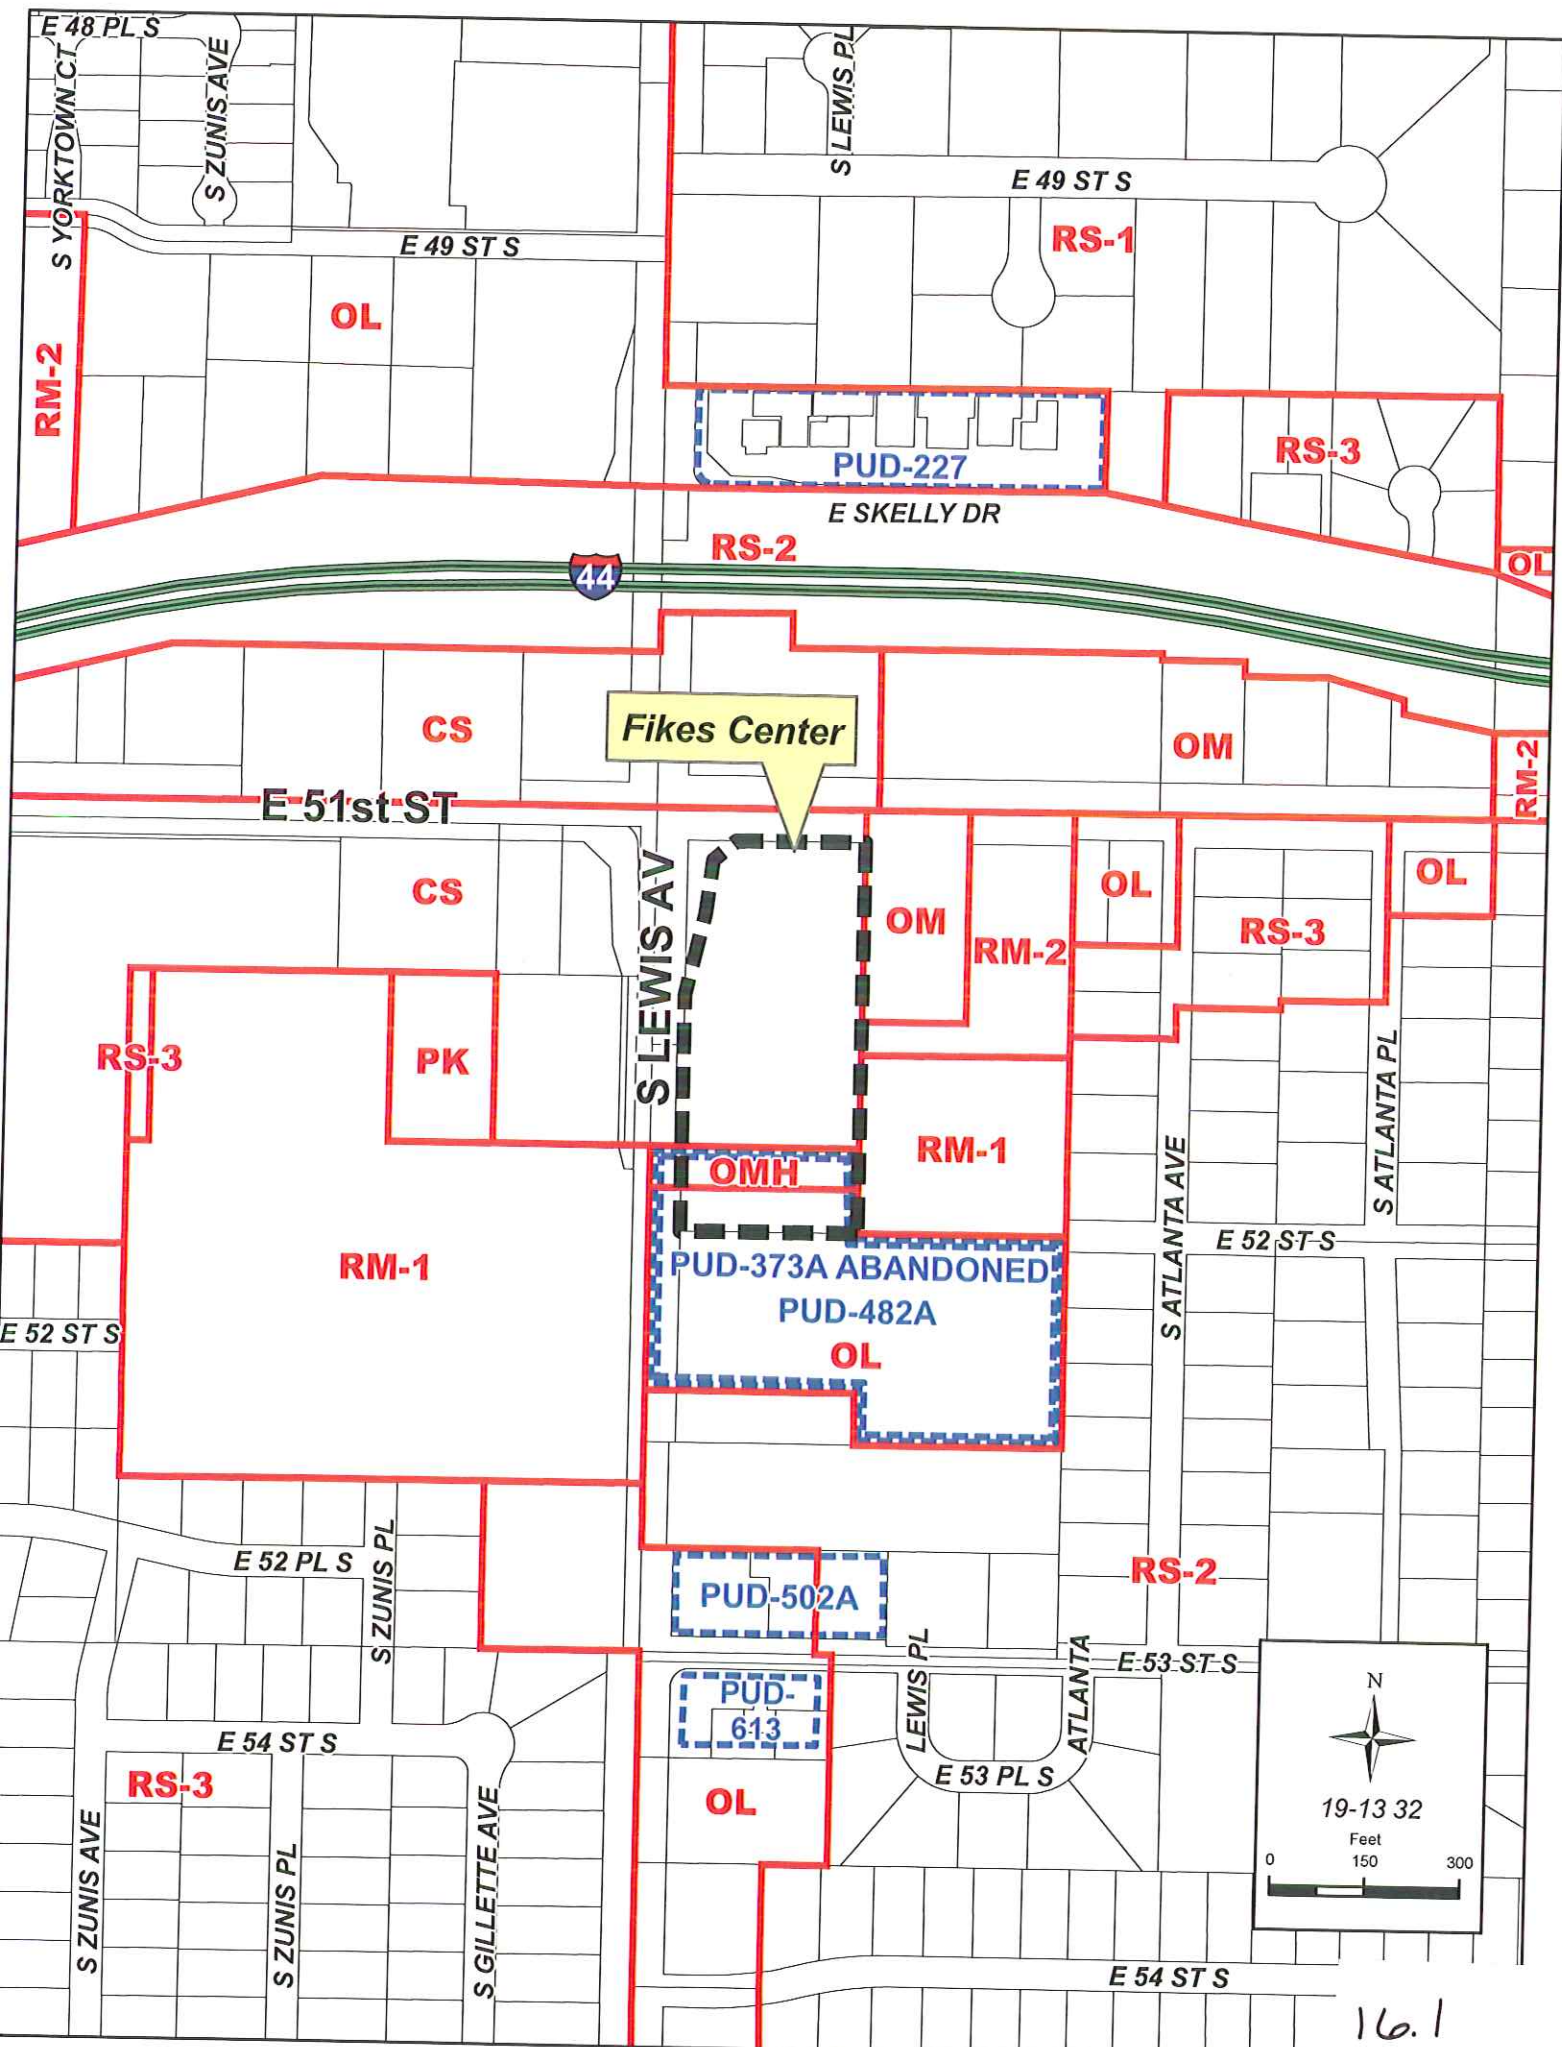 E 48 PL S
S YORKTOWN CT
S ZUNIS AVE
S LEWIS PL
E 49 ST S
E 49 ST S
RS-1
OL
RM-2
RS-3
PUD-227
E SKELLY DR
RS-2
OL
44
CS
Fikes Center
OM
RM-2
E 51st ST
S LEWIS AV
CS
OM
RM-2
OL
RS-3
OL
RS-3
PK
RM-1
OMH
S ATLANTA AVE
S ATLANTA PL
E 52 ST S
RM-1
PUD-373A ABANDONED
PUD-482A
OL
E 52 ST S
E 52 PL S
S ZUNIS PL
PUD-502A
RS-2
LEWIS PL
ATLANTA
E 53 ST S
PUD-
613
E 54 ST S
E 53 PL S
RS-3
OL
S ZUNIS AVE
S ZUNIS PL
S GILLETTE AVE
N
19-13 32
Feet
0 150 300
E 54 ST S
16.1